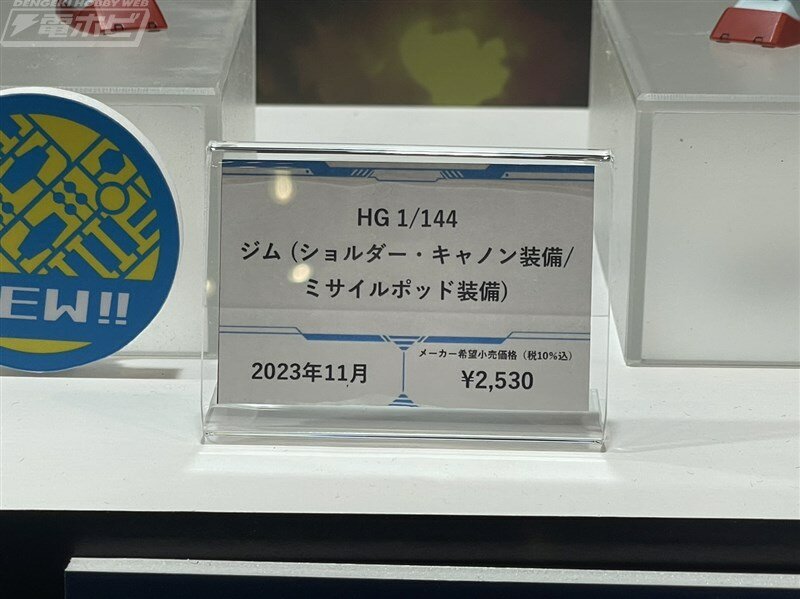 DENGEKI HOBBY WEB
電ホビ
HG 1/144
ジム (ショルダー・キャノン装備/
ミサイルポッド装備)
EW!!
2023年11月
メーカー希望小売価格（税10%込）
¥2,530